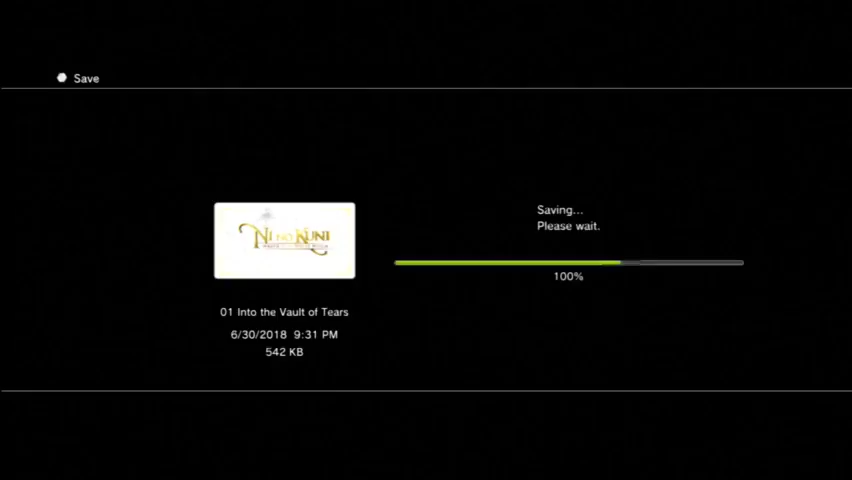 Save
Saving...
Please wait.
NI NO KUNI
100%
01 Into the Vault of Tears
6/30/2018 9:31 PM
542 KB